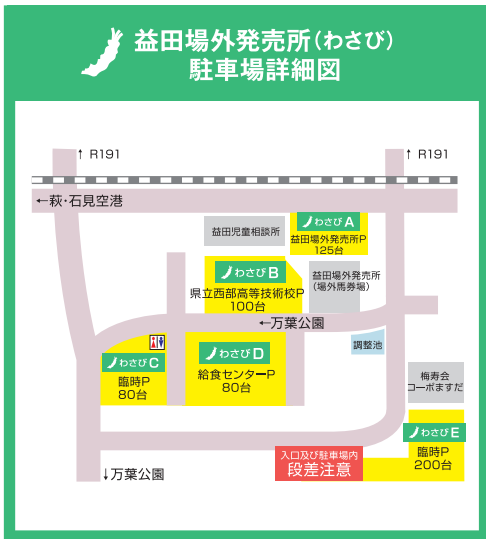 益田場外発売所（わさび）
駐車場詳細図
↑ R191
↑ R191
←萩・石見空港
益田児童相談所
わさびA
益田場外発売所P
125台
わさびB
県立西部高等技術校P
100台
益田場外発売所
（場外馬券場）
←万葉公園
調整池
わさびC
臨時P
80台
わさびD
給食センターP
80台
梅寿会
コーポますだ
わさびE
臨時P
200台
入口及び駐車場内
段差注意
↓万葉公園